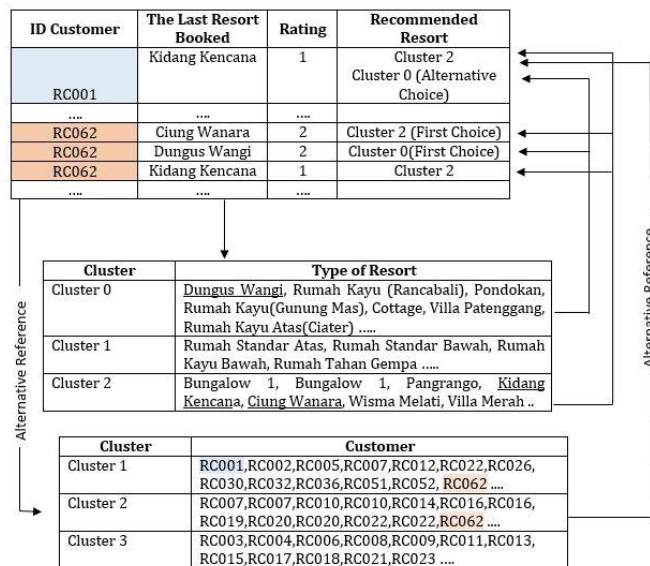 ID Customer The Last Resort Booked Rating Recommended Resort
RC001 Kidang Kencana 1 Cluster 2
Cluster 0 (Alternative
Choice)
.... .... ... ....
RC062 Ciung Wanara 2 Cluster 2 (First Choice)
RC062 Dungus Wangi 2 Cluster 0(First Choice)
RC062 Kidang Kencana 1 Cluster 2
.... .... ...
Alternative Reference
Alternative Reference
Cluster Type of Resort
Cluster 0 Dungus Wangi, Rumah Kayu (Rancabali), Pondokan,
Rumah Kayu(Gunung Mas), Cottage, Villa Patenggang,
Rumah Kayu Atas(Ciater) .....
Cluster 1 Rumah Standar Atas, Rumah Standar Bawah, Rumah
Kayu Bawah, Rumah Tahan Gempa .....
Cluster 2 Bungalow 1, Bungalow 1, Pangrango, Kidang
Kencana, Ciung Wanara, Wisma Melati, Villa Merah ..
Cluster Customer
Cluster 1 RC001,RC002,RC005,RC007,RC012,RC022,RC026,
RC030,RC032,RC036,RC051,RC052, RC062 ....
Cluster 2 RC007,RC007,RC010,RC010,RC014,RC016,RC016,
RC019,RC020,RC020,RC022,RC022,RC062 ....
Cluster 3 RC003,RC004,RC006,RC008,RC009,RC011,RC013,
RC015,RC017,RC018,RC021,RC023 ....